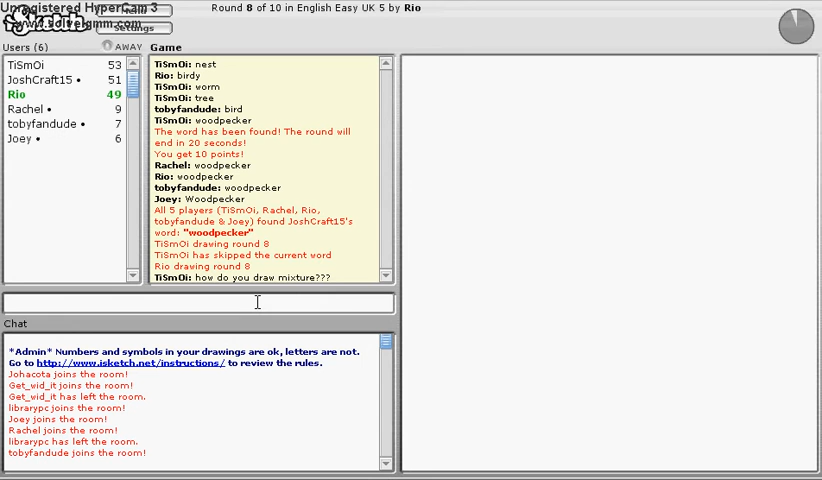 Unregistered HyperCam 3
Round 8 of 10 in English Easy UK 5 by Rio
Settings
Users (6)
AWAY
Game
TiSmOi 53
JoshCraft15 • 51
Rio 49
Rachel • 9
tobyfandude • 7
Joey • 6
TiSmOi: nest
Rio: birdy
TiSmOi: worm
TiSmOi: tree
tobyfandude: bird
TiSmOi: woodpecker
The word has been found! The round will
end in 20 seconds!
You get 10 points!
Rachel: woodpecker
Rio: woodpecker
tobyfandude: woodpecker
Joey: Woodpecker
All 5 players (TiSmOi, Rachel, Rio,
tobyfandude & Joey) found JoshCraft15's
word: "woodpecker"
TiSmOi drawing round 8
TiSmOi has skipped the current word
Rio drawing round 8
TiSmOi: how do you draw mixture???
Chat
*Admin* Numbers and symbols in your drawings are ok, letters are not.
Go to http://www.isketch.net/instructions/ to review the rules.
Johacota joins the room!
Get_wid_it joins the room!
Get_wid_it has left the room.
librarypc joins the room!
Joey joins the room!
Rachel joins the room!
librarypc has left the room.
tobyfandude joins the room!